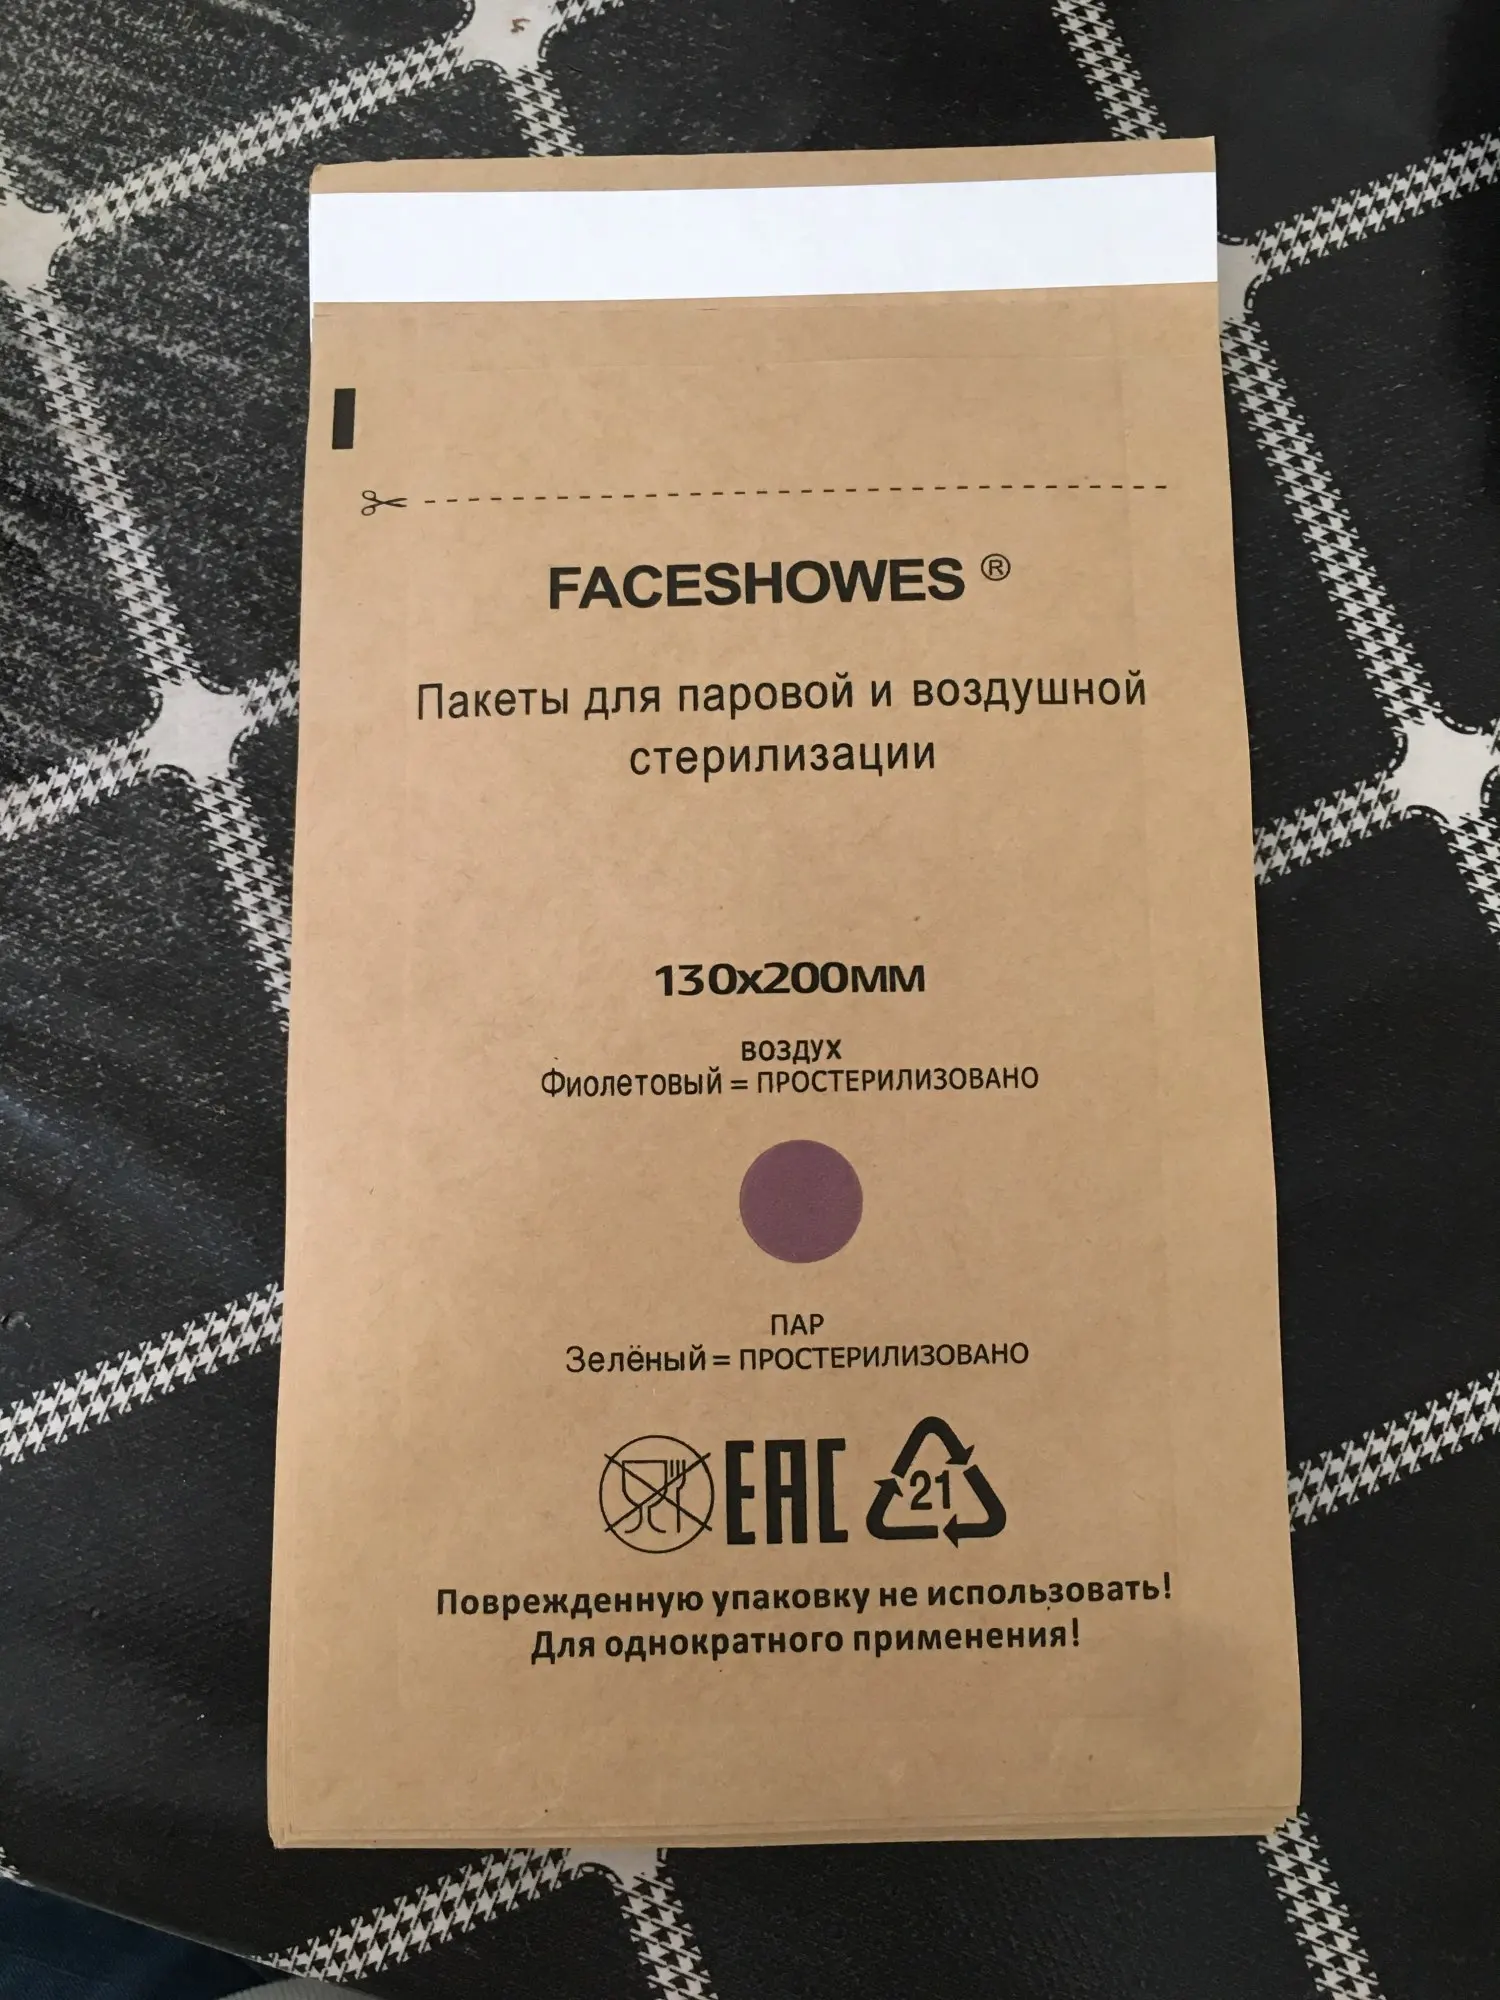 FACESHOWES ®
Пакеты для паровой и воздушной
стерилизации
130x200мм
ВОЗДУХ
Фиолетовый = ПРОСТЕРИЛИЗОВАНО
ПАР
Зелёный = ПРОСТЕРИЛИЗОВАНО
EAC 21
Поврежденную упаковку не использовать!
Для однократного применения!